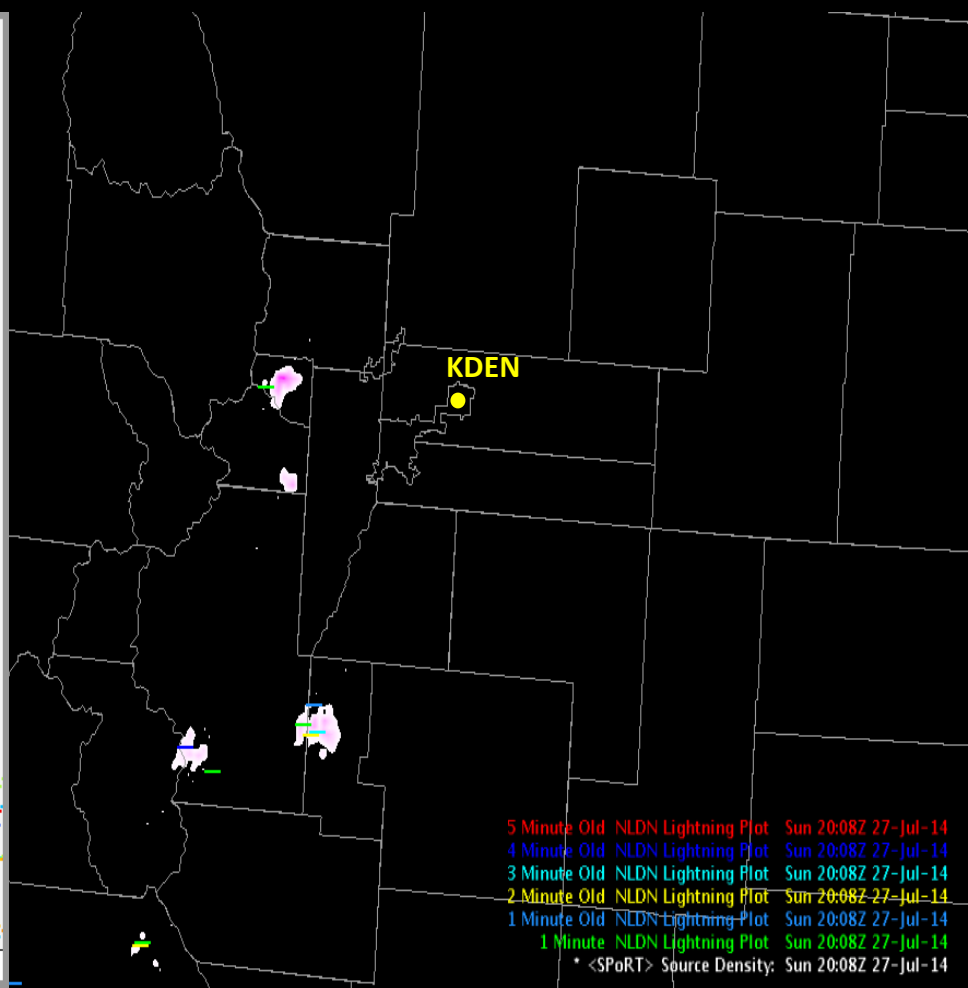 KDEN
5 Minute Old NLDN Lightning Plot Sun 20:08Z 27-Jul-14
4 Minute Old NLDN Lightning Plot Sun 20:08Z 27-Jul-14
3 Minute Old NLDN Lightning Plot Sun 20:08Z 27-Jul-14
2 Minute Old NLDN Lightning Plot Sun 20:08Z 27-Jul-14
1 Minute Old NLDN Lightning Plot Sun 20:08Z 27-Jul-14
1 Minute NLDN Lightning Plot Sun 20:08Z 27-Jul-14
* <SPoRT> Source Density: Sun 20:08Z 27-Jul-14